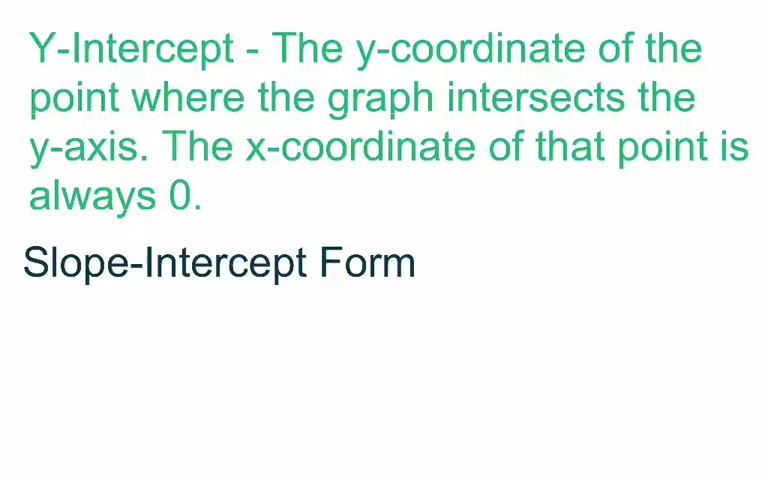 Y-Intercept - The y-coordinate of the
point where the graph intersects the
y-axis. The x-coordinate of that point is
always 0.
Slope-Intercept Form